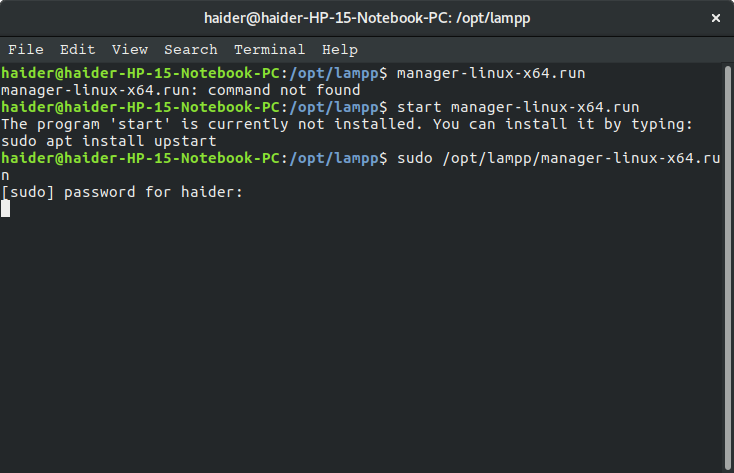 haider@haider-HP-15-Notebook-PC: /opt/lampp
File Edit View Search Terminal Help
haider@haider-HP-15-Notebook-PC:/opt/lampp$ manager-linux-x64.run
manager-linux-x64.run: command not found
haider@haider-HP-15-Notebook-PC:/opt/lampp$ start manager-linux-x64.run
The program 'start' is currently not installed. You can install it by typing:
sudo apt install upstart
haider@haider-HP-15-Notebook-PC:/opt/lampp$ sudo /opt/lampp/manager-linux-x64.ru
n
[sudo] password for haider: